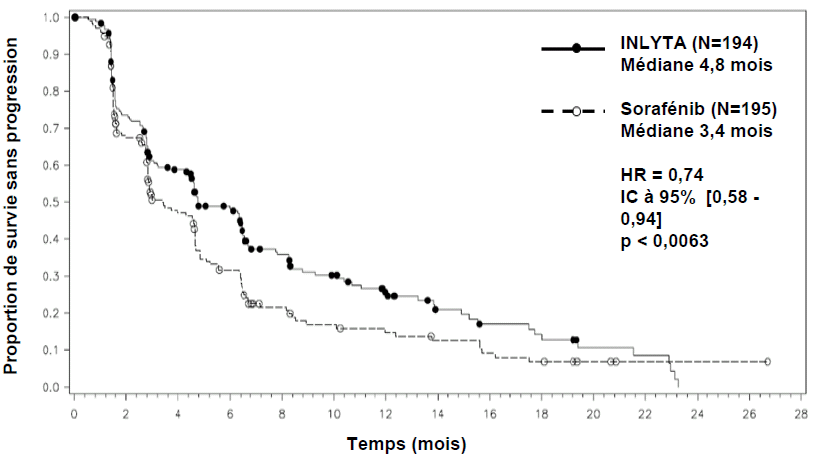 Proportion de survie sans progression
1.0
0.9
0.8
0.7
0.6
0.5
0.4
0.3
0.2
0.1
0.0
INLYTA (N=194)
Médiane 4,8 mois
Sorafénib (N=195)
Médiane 3,4 mois
HR = 0,74
IC à 95% [0,58 -
0,94]
p < 0,0063
0 2 4 6 8 10 12 14 16 18 20 22 24 26 28
Temps (mois)